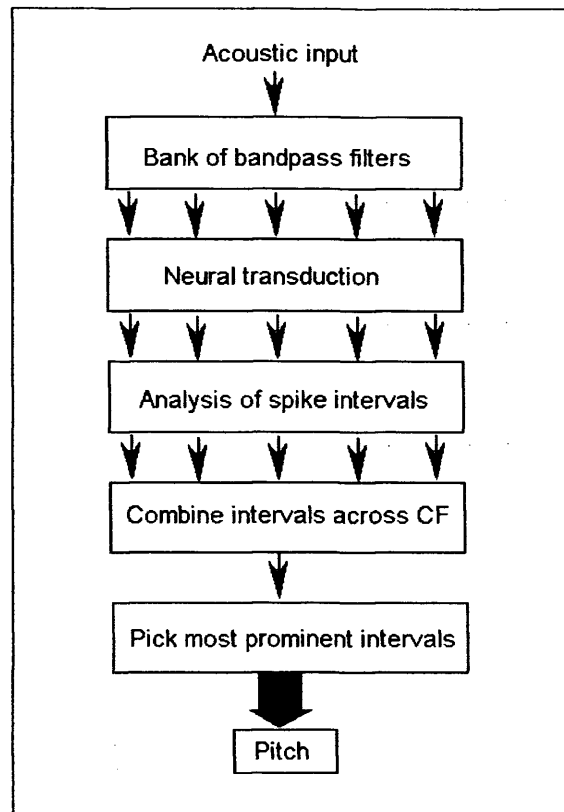 Acoustic input
Bank of bandpass filters
Neural transduction
Analysis of spike intervals
Combine intervals across CF
Pick most prominent intervals
Pitch